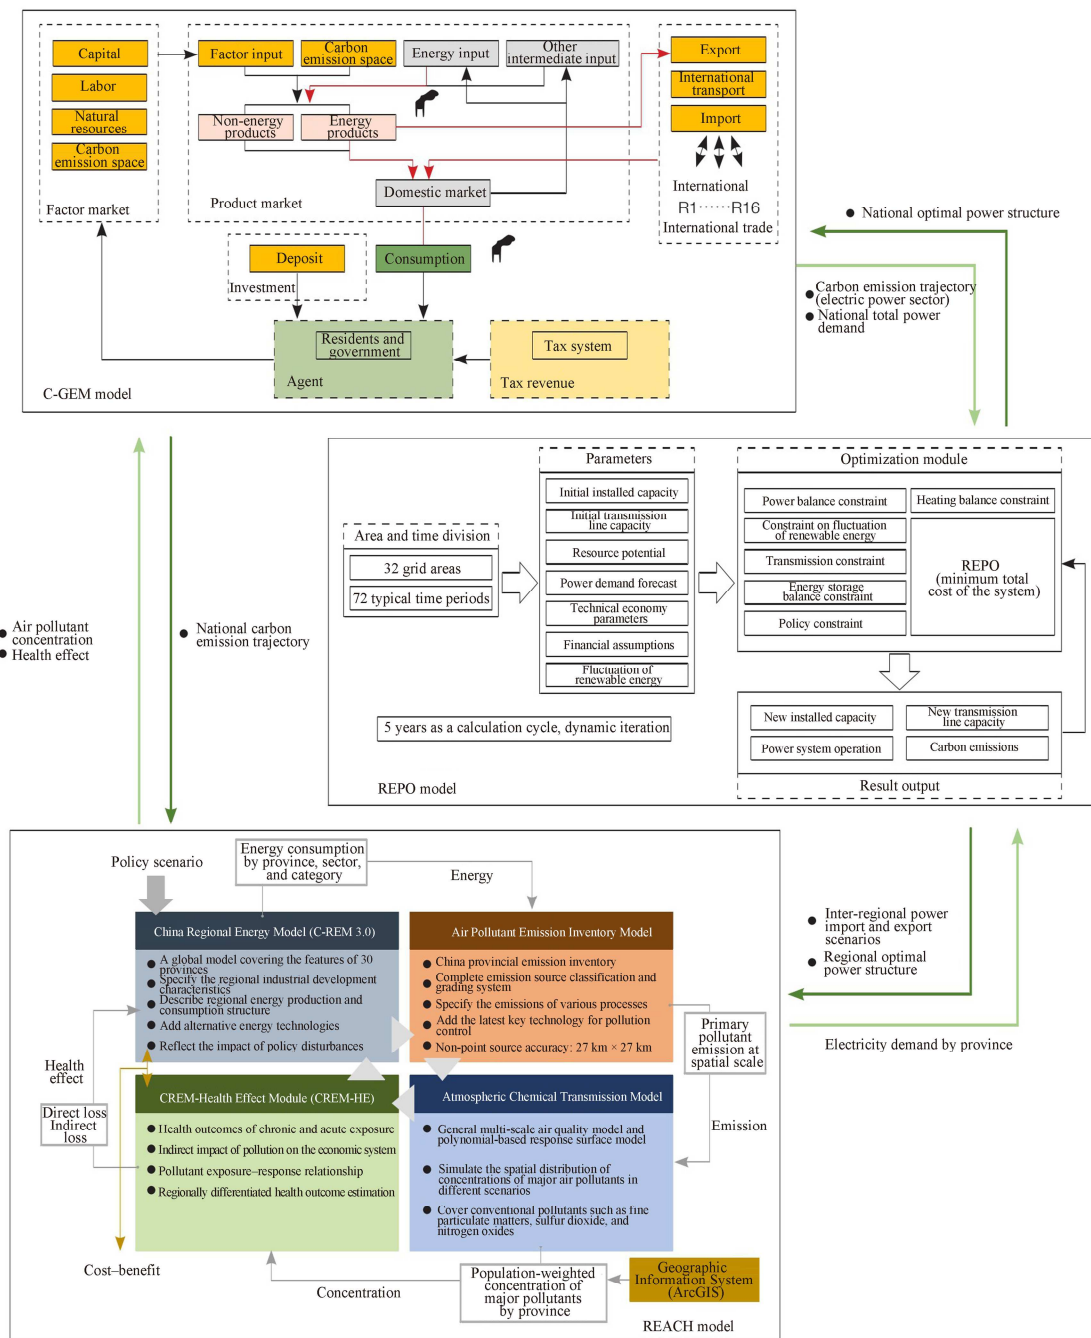 Capital
Labor
Natural
resources
Carbon
emission space
Factor market
Factor input
Carbon
emission space
Energy input
Other
intermediate input
Non-energy
products
Energy
products
Domestic market
Product market
Export
International
transport
Import
International
R1······R16
International trade
Deposit
Investment
Consumption
Residents and
government
Agent
Tax system
Tax revenue
C-GEM model
● National optimal power structure
● Carbon emission trajectory
(electric power sector)
● National total power
demand
● Air pollutant
concentration
● Health effect
● National carbon
emission trajectory
Area and time division
32 grid areas
72 typical time periods
Parameters
Initial installed capacity
Initial transmission
line capacity
Resource potential
Power demand forecast
Technical economy
parameters
Financial assumptions
Fluctuation of
renewable energy
Optimization module
Power balance constraint
Heating balance constraint
Constraint on fluctuation
of renewable energy
Transmission constraint
Energy storage
balance constraint
Policy constraint
REPO
(minimum total
cost of the system)
5 years as a calculation cycle, dynamic iteration
New installed capacity
New transmission
line capacity
Power system operation
Carbon emissions
Result output
REPO model
● Inter-regional power
import and export
scenarios
● Regional optimal
power structure
Electricity demand by province
Policy scenario
Energy consumption
by province, sector,
and category
Energy
China Regional Energy Model (C-REM 3.0)
● A global model covering the features of 30
provinces
● Specify the regional industrial development
characteristics
● Describe regional energy production and
consumption structure
● Add alternative energy technologies
● Reflect the impact of policy disturbances
Air Pollutant Emission Inventory Model
● China provincial emission inventory
● Complete emission source classification and
grading system
● Specify the emissions of various processes
● Add the latest key technology for pollution
control
● Non-point source accuracy: 27 km × 27 km
Primary
pollutant
emission at
spatial scale
Emission
Health
effect
Direct loss
Indirect
loss
CREM-Health Effect Module (CREM-HE)
● Health outcomes of chronic and acute exposure
● Indirect impact of pollution on the economic system
● Pollutant exposure–response relationship
● Regionally differentiated health outcome estimation
Atmospheric Chemical Transmission Model
● General multi-scale air quality model and
polynomial-based response surface model
● Simulate the spatial distribution of
concentrations of major air pollutants in
different scenarios
● Cover conventional pollutants such as fine
particulate matters, sulfur dioxide, and
nitrogen oxides
Cost–benefit
Concentration
Population-weighted
concentration of
major pollutants
by province
Geographic
Information System
(ArcGIS)
REACH model